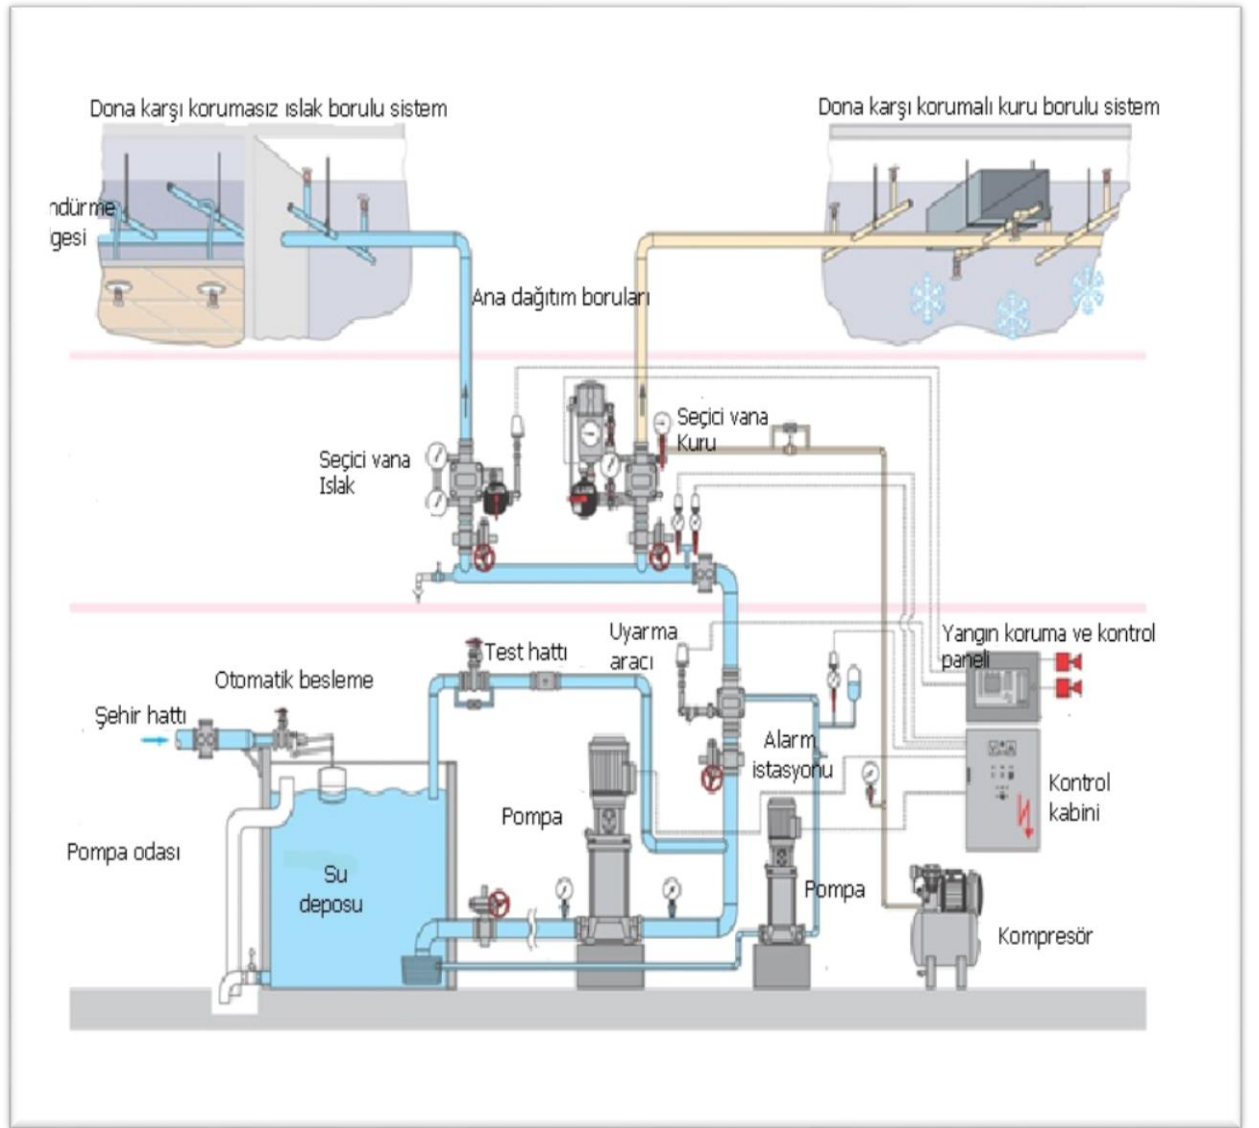 Dona karşı korumasız ıslak borulu sistem
Dona karşı korumalı kuru borulu sistem
ndürme
lgesi
Ana dağıtım boruları
Seçici vana
Islak
Seçici vana
Kuru
Uyarma
aracı
Yangın koruma ve kontrol
paneli
Test hattı
Otomatik besleme
Şehir hattı
Alarm
istasyonu
Pompa
Kontrol
kabini
Pompa odası
Su
deposu
Pompa
Kompresör